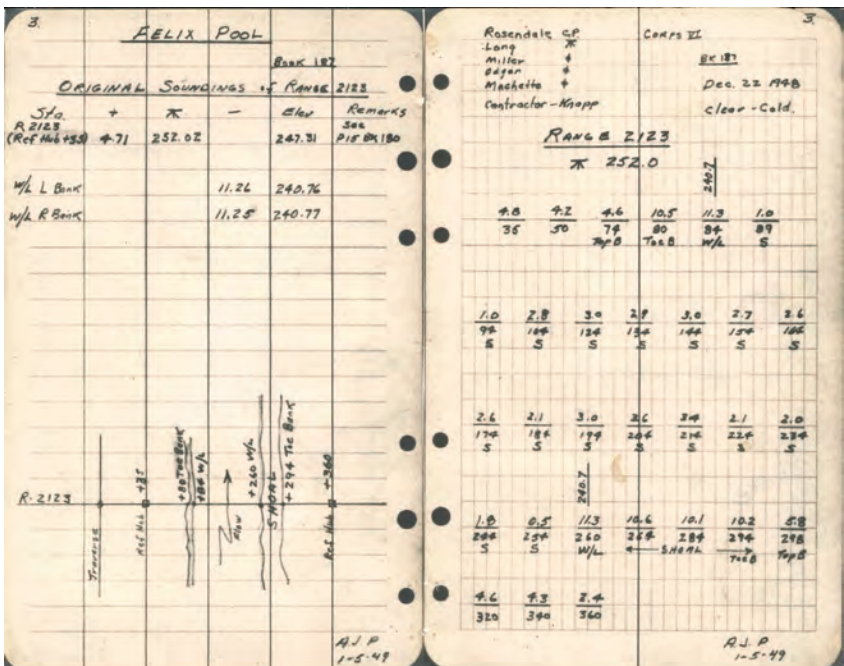 3.
FELIX POOL
BOOK 187
ORIGINAL SOUNDINGS of RANGE 2123
Sta. + ⊼ - Elev Remarks
R 2123 See
(Ref Hub +35) 4.71 252.02 247.31 P15 BK180
W/L L Bank 11.26 240.76
W/L R Bank 11.25 240.77
R-2123
Traverse
Ref Hub +35
+80 Toe Bank
+84 W/L
Flow
+260 W/L
SHOAL
+294 Toe Bank
Ref Hub +360
A.J.P
1-5-49
3.
Rosendale C.P. CORPS VI
Long ⊼
Miller BK 187
Odgan
Machetta Dec. 22 1948
Contractor-Knapp Clear-Cold.
RANGE 2123
⊼ 252.0
240.7
4.8 4.2 4.6 10.5 11.3 1.0
35 50 74 80 84 89
Top B Toe B W/L S
1.0 2.8 3.0 2.9 3.0 2.7 2.6
94 104 124 134 144 154 164
S S S S S S S
2.6 2.1 3.0 3.6 3.4 2.1 2.0
174 184 194 204 214 224 234
S S S S S S S
240.7
1.8 0.5 11.3 10.6 10.1 10.2 5.8
244 254 260 264 284 294 298
S S W/L ← SHOAL → Toe B Top B
4.6 4.3 2.4
320 340 360
A.J.P
1-5-49